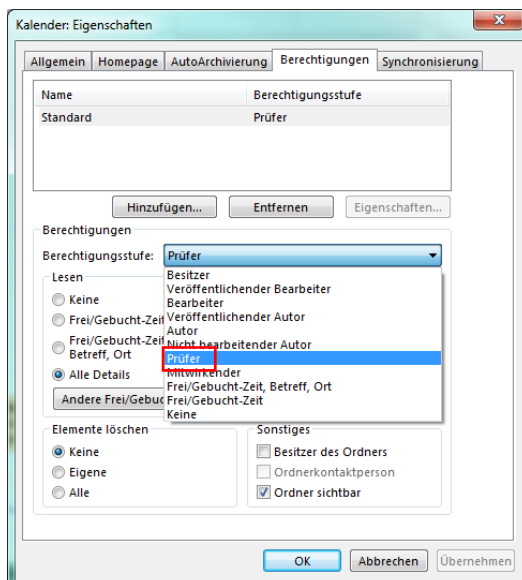 Kalender: Eigenschaften
x
Allgemein Homepage AutoArchivierung Berechtigungen Synchronisierung
Name Berechtigungsstufe
Standard Prüfer
Hinzufügen... Entfernen Eigenschaften...
Berechtigungen
Berechtigungsstufe: Prüfer
Besitzer
Veröffentlichender Bearbeiter
Bearbeiter
Veröffentlichender Autor
Autor
Nicht bearbeitender Autor
Prüfer
Mitwirkender
Frei/Gebucht-Zeit, Betreff, Ort
Frei/Gebucht-Zeit
Keine
Lesen
Keine
Frei/Gebucht-Zeit
Frei/Gebucht-Zeit
Betreff, Ort
Alle Details
Andere Frei/Gebuc
Elemente löschen
Keine
Eigene
Alle
Sonstiges
Besitzer des Ordners
Ordnerkontaktperson
Ordner sichtbar
OK Abbrechen Übernehmen